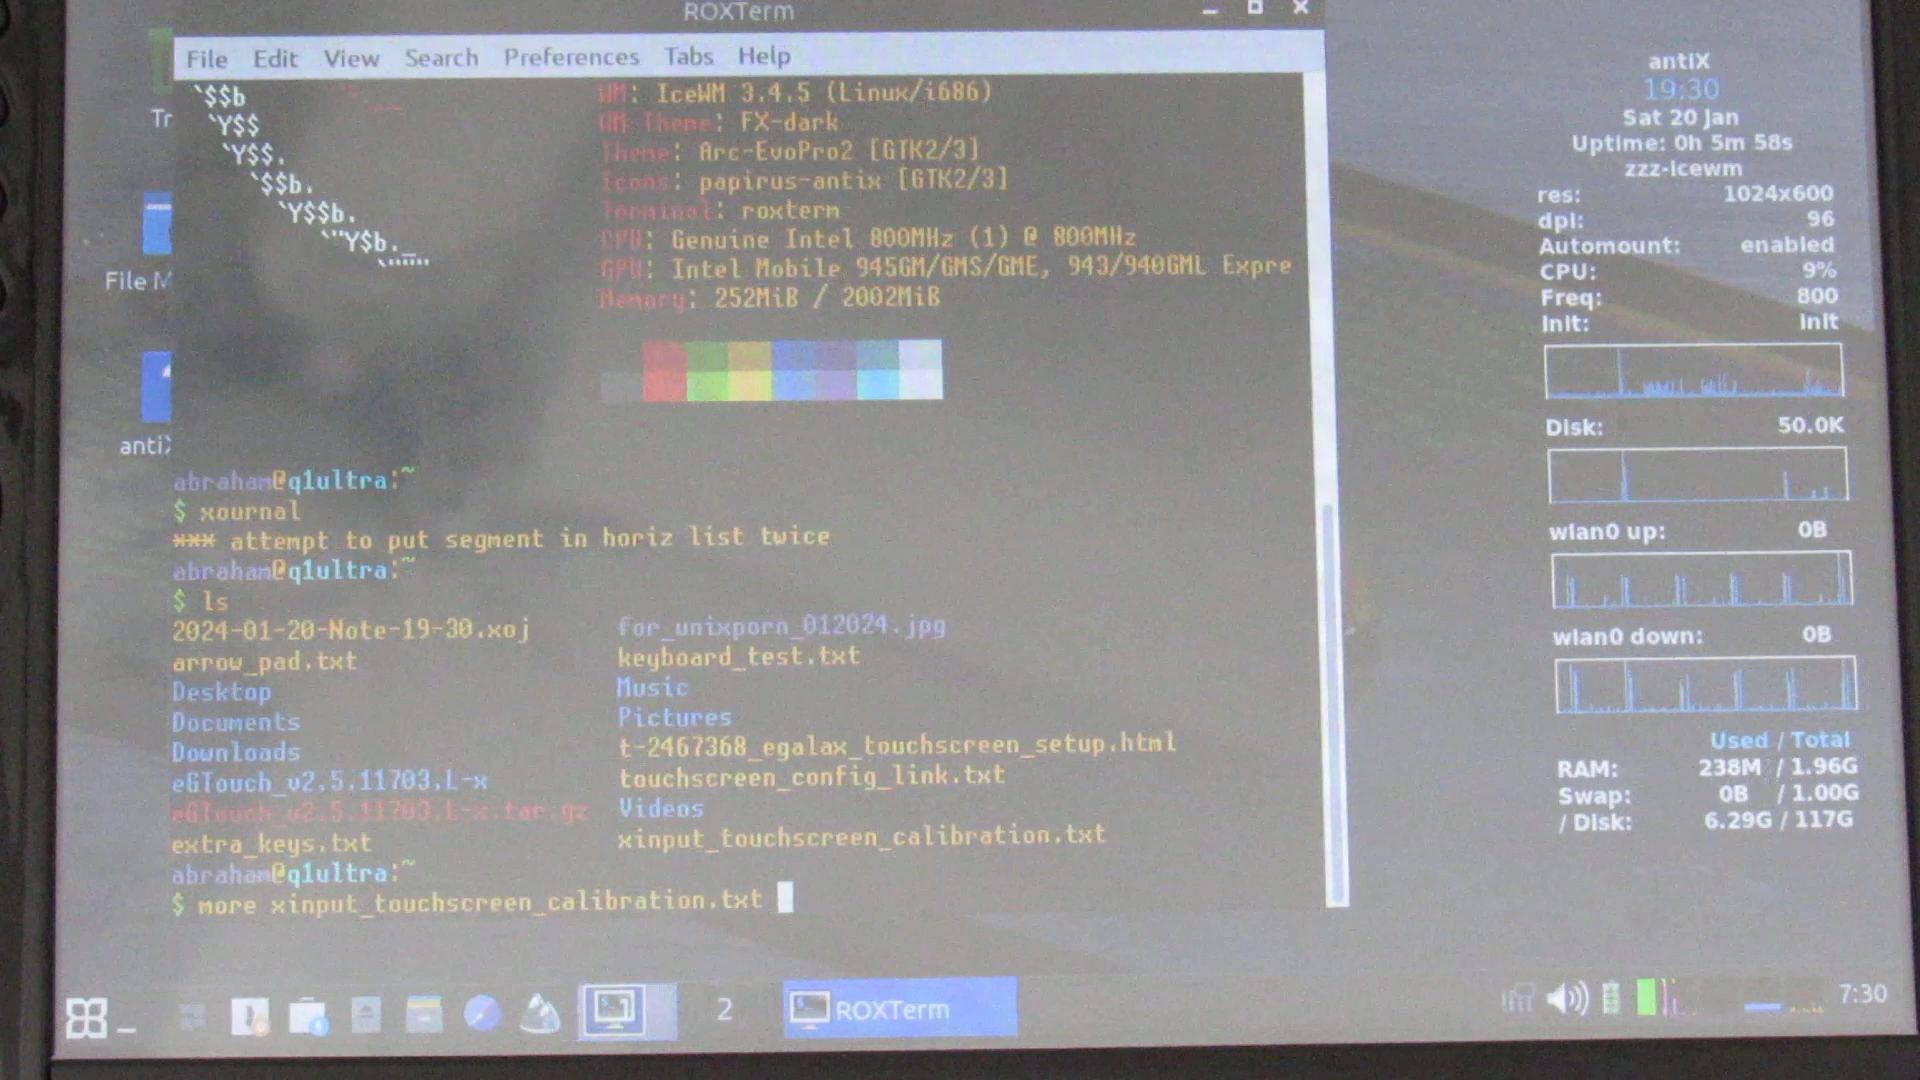 ROXTerm
File Edit View Search Preferences Tabs Help
`$$b
`Y$$
`Y$$.
`$$b.
`Y$$b.
`"Y$b._
`""""
WM: IceWM 3.4.5 (Linux/i686)
WM Theme: FX-dark
Theme: Arc-EvoPro2 [GTK2/3]
Icons: papirus-antix [GTK2/3]
Terminal: roxterm
CPU: Genuine Intel 800MHz (1) @ 800MHz
GPU: Intel Mobile 945GM/GMS/GME, 943/940GML Expre
Memory: 252MiB / 2002MiB
abraham@q1ultra:~
$ xournal
*** attempt to put segment in horiz list twice
abraham@q1ultra:~
$ ls
2024-01-20-Note-19-30.xoj for_unixporn_012024.jpg
arrow_pad.txt keyboard_test.txt
Desktop Music
Documents Pictures
Downloads t-2467368_egalax_touchscreen_setup.html
eGTouch_v2.5.11703.L-x touchscreen_config_link.txt
eGTouch_v2.5.11703.L-x.tar.gz Videos
extra_keys.txt xinput_touchscreen_calibration.txt
abraham@q1ultra:~
$ more xinput_touchscreen_calibration.txt
Tr
File M
anti
antiX
19:30
Sat 20 Jan
Uptime: 0h 5m 58s
zzz-icewm
res: 1024x600
dpi: 96
Automount: enabled
CPU: 9%
Freq: 800
Init: init
Disk: 50.0K
wlan0 up: 0B
wlan0 down: 0B
Used / Total
RAM: 238M / 1.96G
Swap: 0B / 1.00G
/ Disk: 6.29G / 117G
2
ROXTerm
7:30